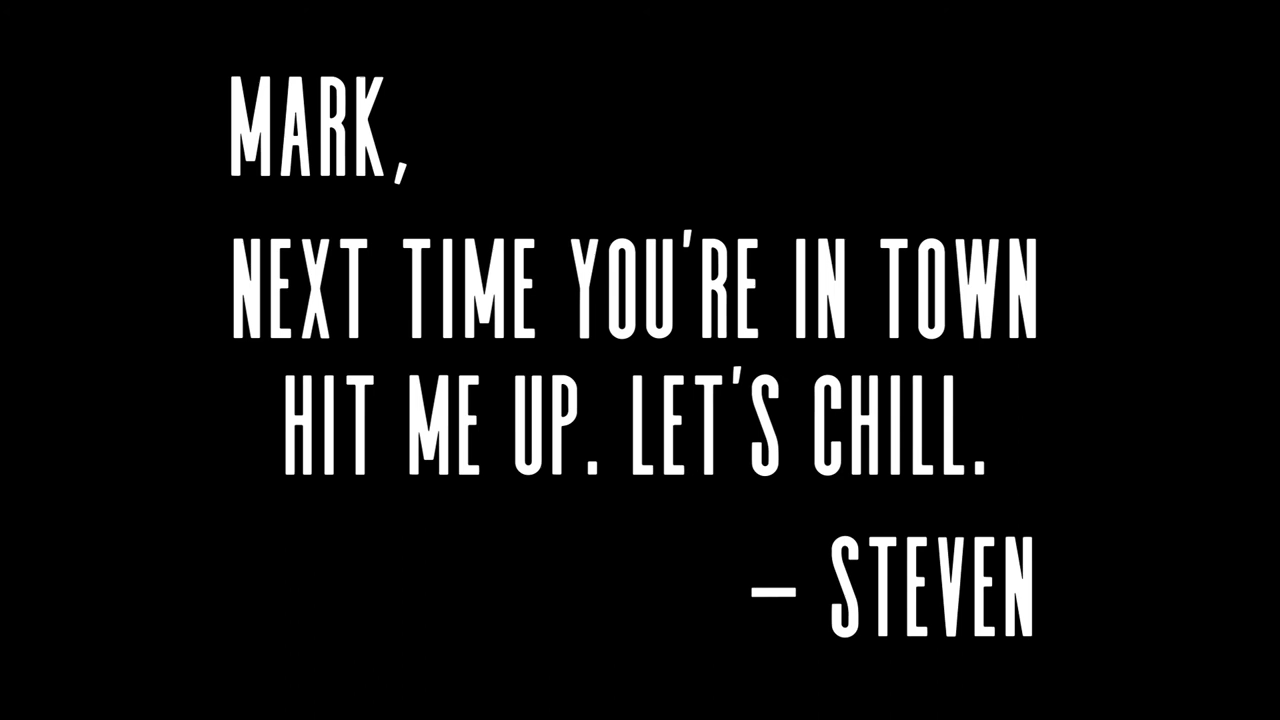 MARK,
NEXT TIME YOU'RE IN TOWN
HIT ME UP. LET'S CHILL.
– STEVEN